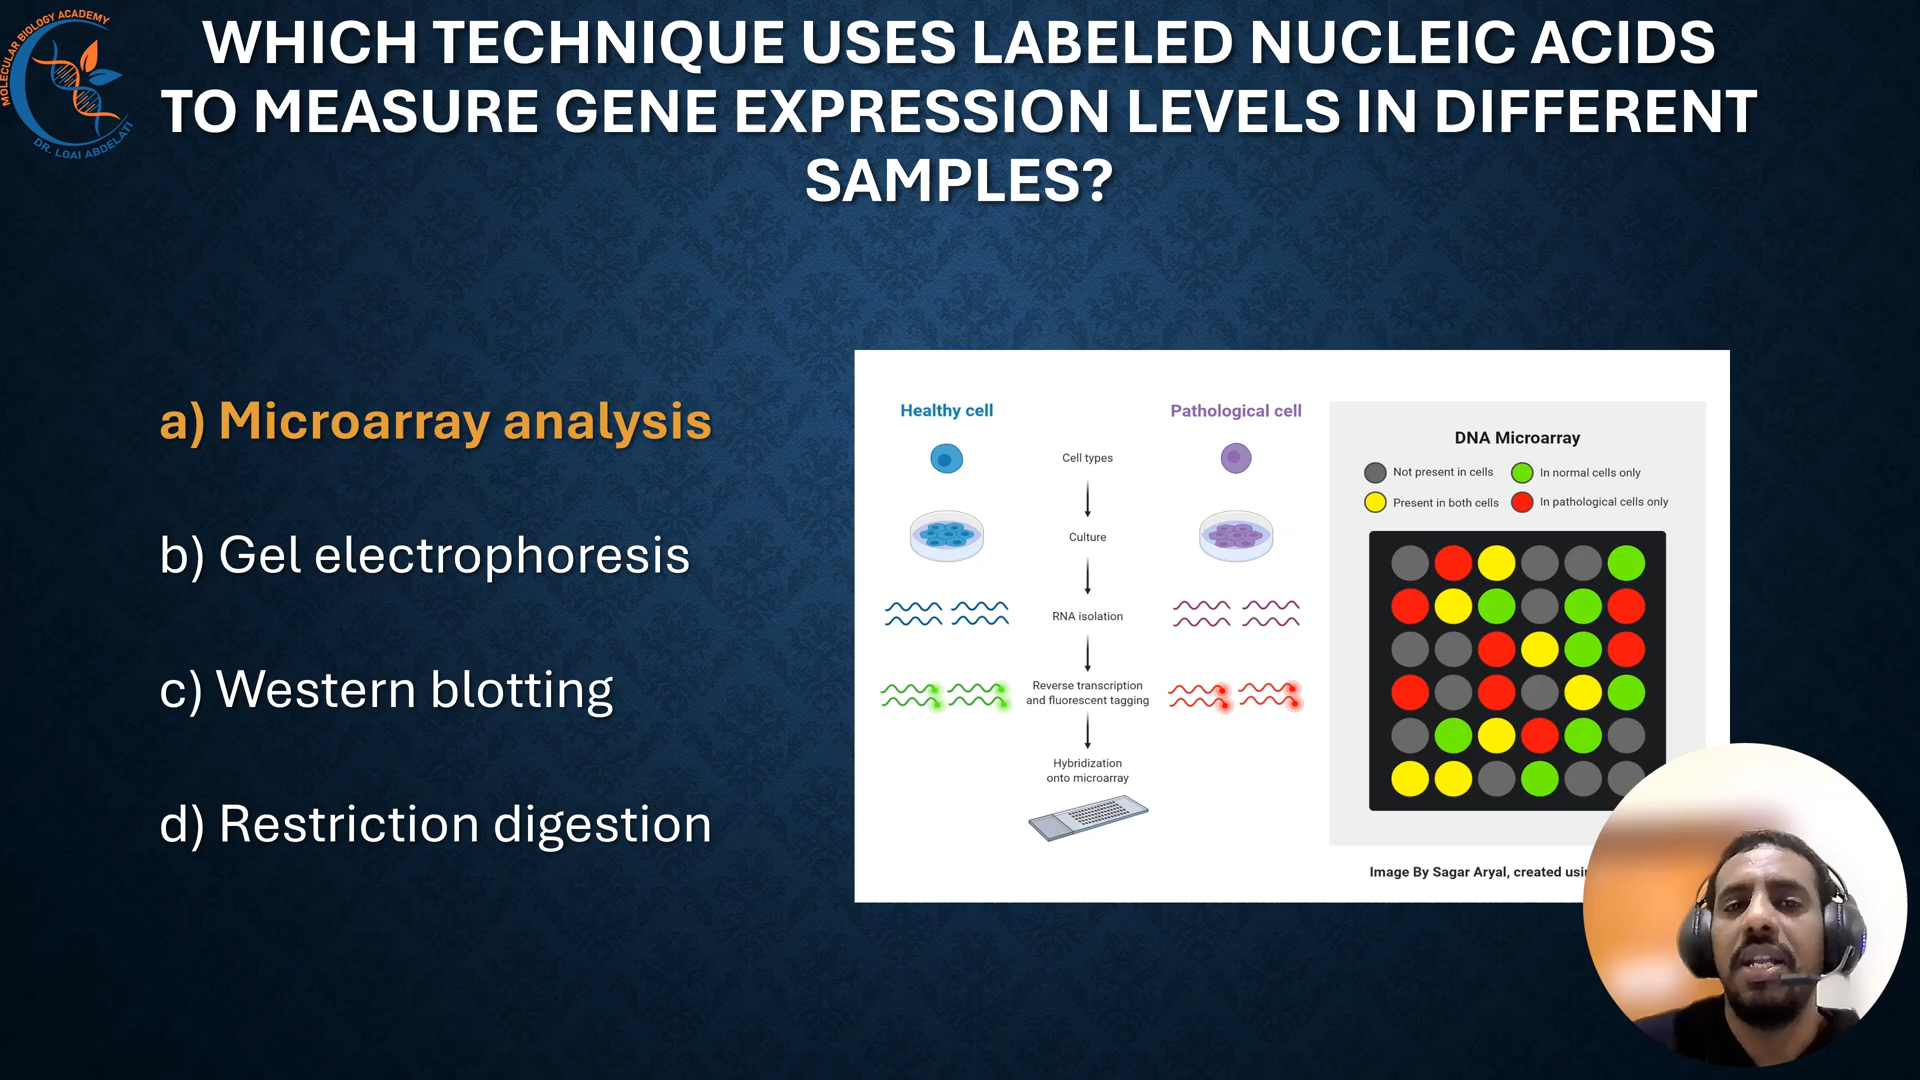 MOLECULAR BIOLOGY ACADEMY
DR. LOAI ABDELATI
WHICH TECHNIQUE USES LABELED NUCLEIC ACIDS
TO MEASURE GENE EXPRESSION LEVELS IN DIFFERENT
SAMPLES?
a) Microarray analysis
b) Gel electrophoresis
c) Western blotting
d) Restriction digestion
Healthy cell
Pathological cell
Cell types
Culture
RNA isolation
Reverse transcription
and fluorescent tagging
Hybridization
onto microarray
DNA Microarray
Not present in cells
In normal cells only
Present in both cells
In pathological cells only
Image By Sagar Aryal, created